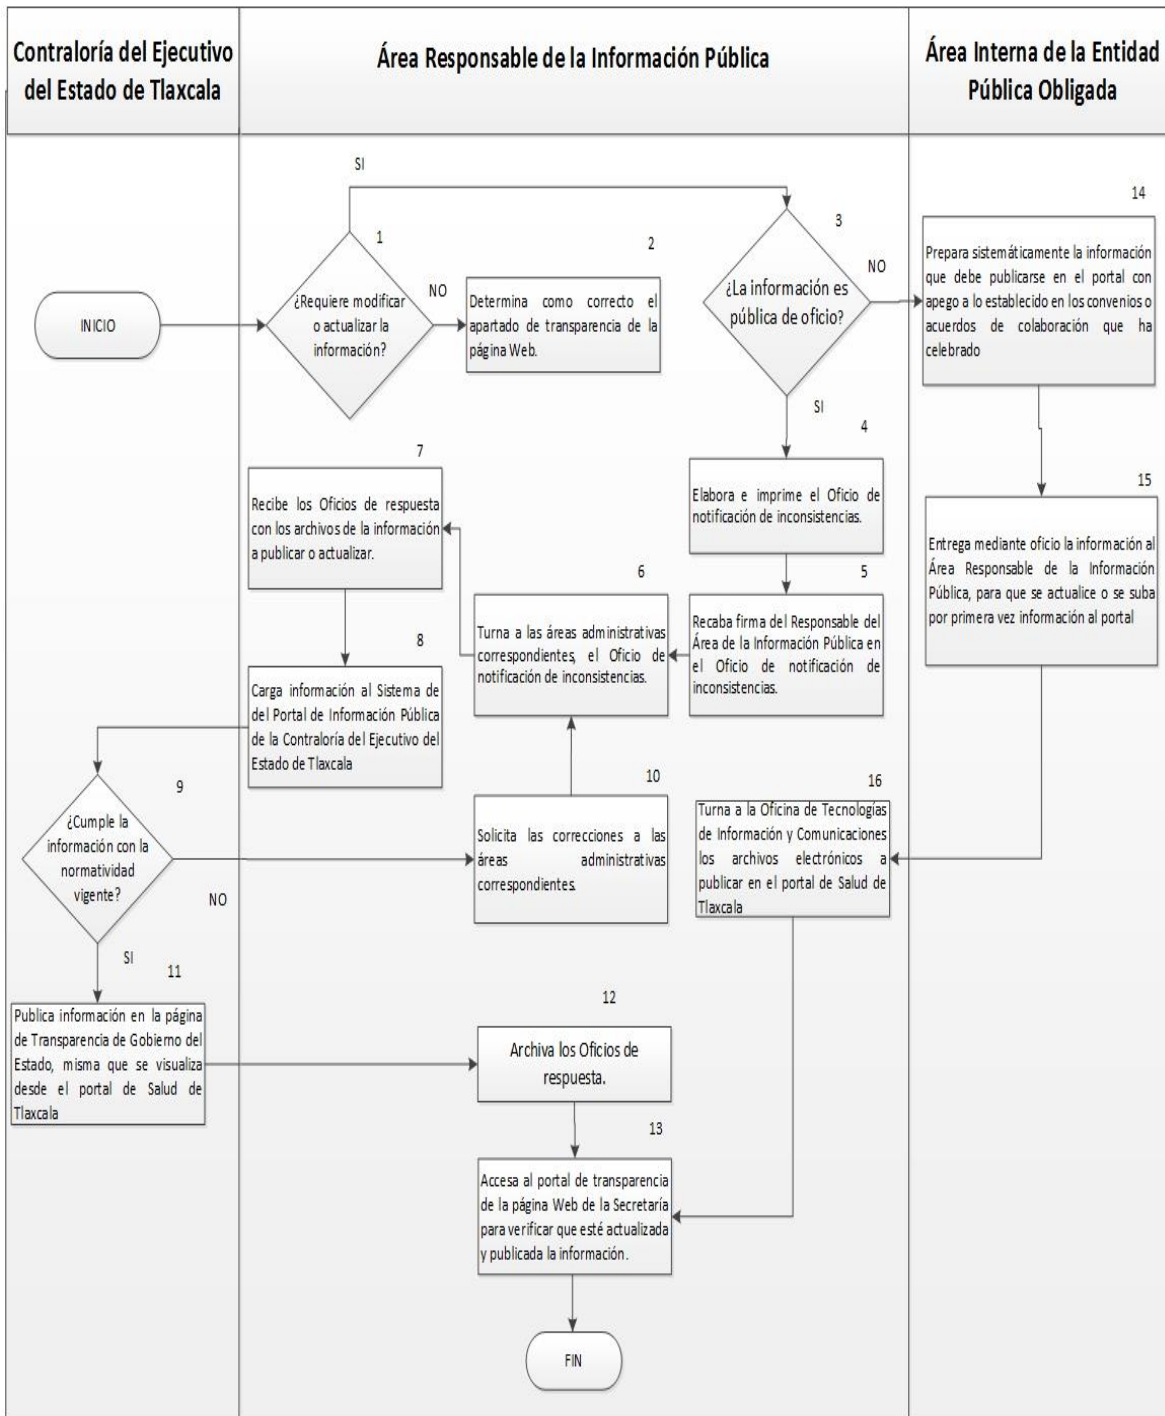 Contraloría del Ejecutivo
del Estado de Tlaxcala
Área Responsable de la Información Pública
Área Interna de la Entidad
Pública Obligada
INICIO
SI
1
¿Requiere modificar
o actualizar la
información?
NO
2
Determina como correcto el
apartado de transparencia de la
página Web.
3
¿La información es
pública de oficio?
NO
SI
14
Prepara sistemáticamente la información
que debe publicarse en el portal con
apego a lo establecido en los convenios o
acuerdos de colaboración que ha
celebrado
4
Elabora e imprime el Oficio de
notificación de inconsistencias.
5
Recaba firma del Responsable del
Área de la Información Pública en
el Oficio de notificación de
inconsistencias.
6
Turna a las áreas administrativas
correspondientes, el Oficio de
notificación de inconsistencias.
7
Recibe los Oficios de respuesta
con los archivos de la información
a publicar o actualizar.
8
Carga información al Sistema de
del Portal de Información Pública
de la Contraloría del Ejecutivo del
Estado de Tlaxcala
15
Entrega mediante oficio la información al
Área Responsable de la Información
Pública, para que se actualice o se suba
por primera vez información al portal
9
¿Cumple la
información con la
normatividad
vigente?
NO
SI
10
Solicita las correcciones a las
áreas administrativas
correspondientes.
16
Turna a la Oficina de Tecnologías
de Información y Comunicaciones
los archivos electrónicos a
publicar en el portal de Salud de
Tlaxcala
11
Publica información en la página
de Transparencia de Gobierno del
Estado, misma que se visualiza
desde el portal de Salud de
Tlaxcala
12
Archiva los Oficios de
respuesta.
13
Accesa al portal de transparencia
de la página Web de la Secretaría
para verificar que esté actualizada
y publicada la información.
FIN